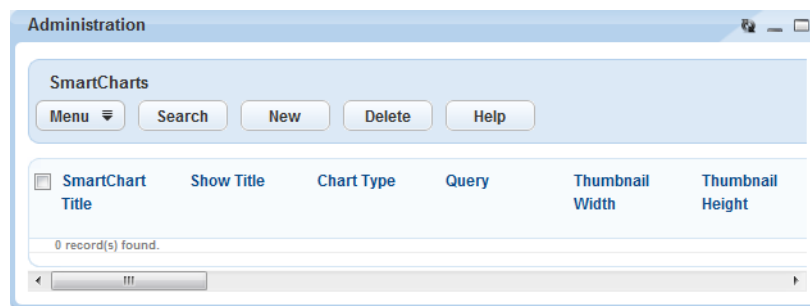 Administration
SmartCharts
Menu Search New Delete Help
SmartChart Title Show Title Chart Type Query Thumbnail Width Thumbnail Height
0 record(s) found.